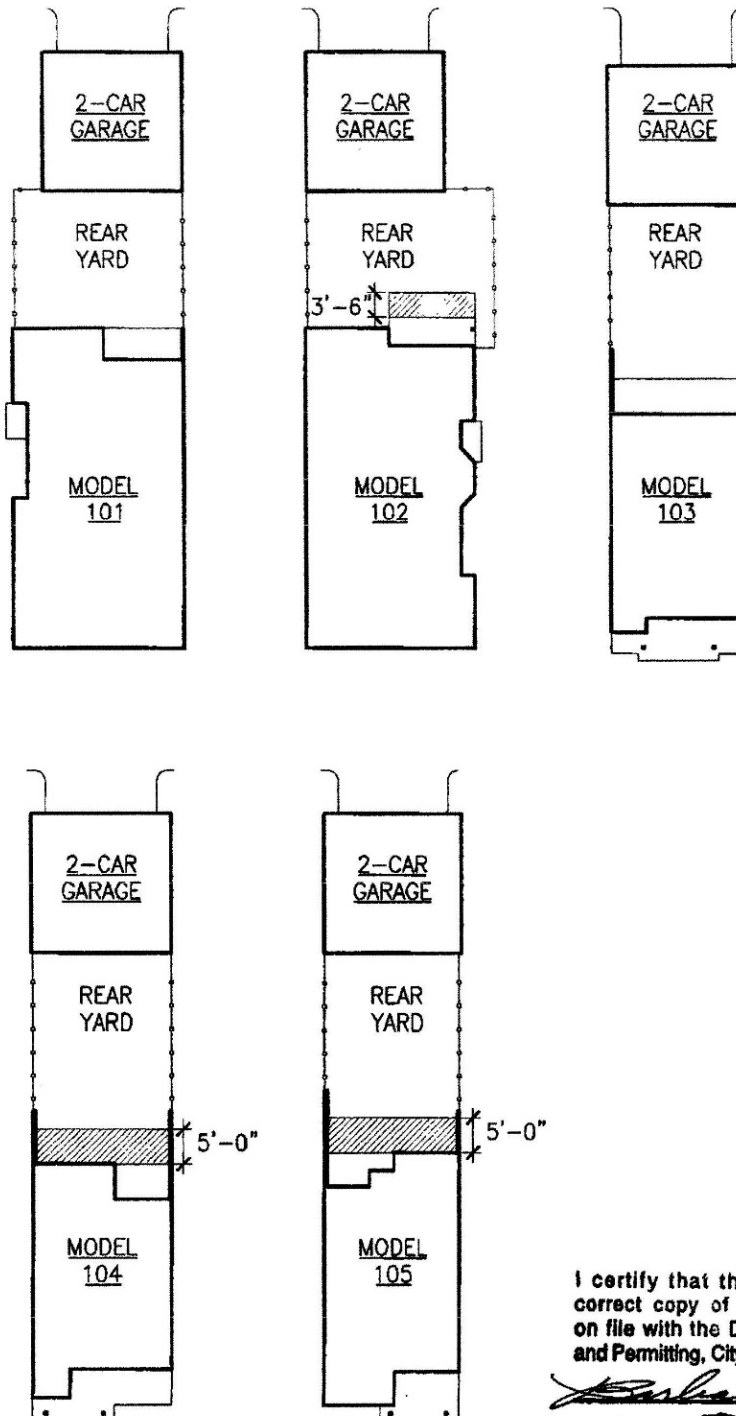 2-CAR
GARAGE
REAR
YARD
MODEL
101
2-CAR
GARAGE
REAR
YARD
3'-6"
MODEL
102
2-CAR
GARAGE
REAR
YARD
MODEL
103
2-CAR
GARAGE
REAR
YARD
5'-0"
MODEL
104
2-CAR
GARAGE
REAR
YARD
5'-0"
MODEL
105
I certify that th
correct copy of
on file with the D
and Permitting, City